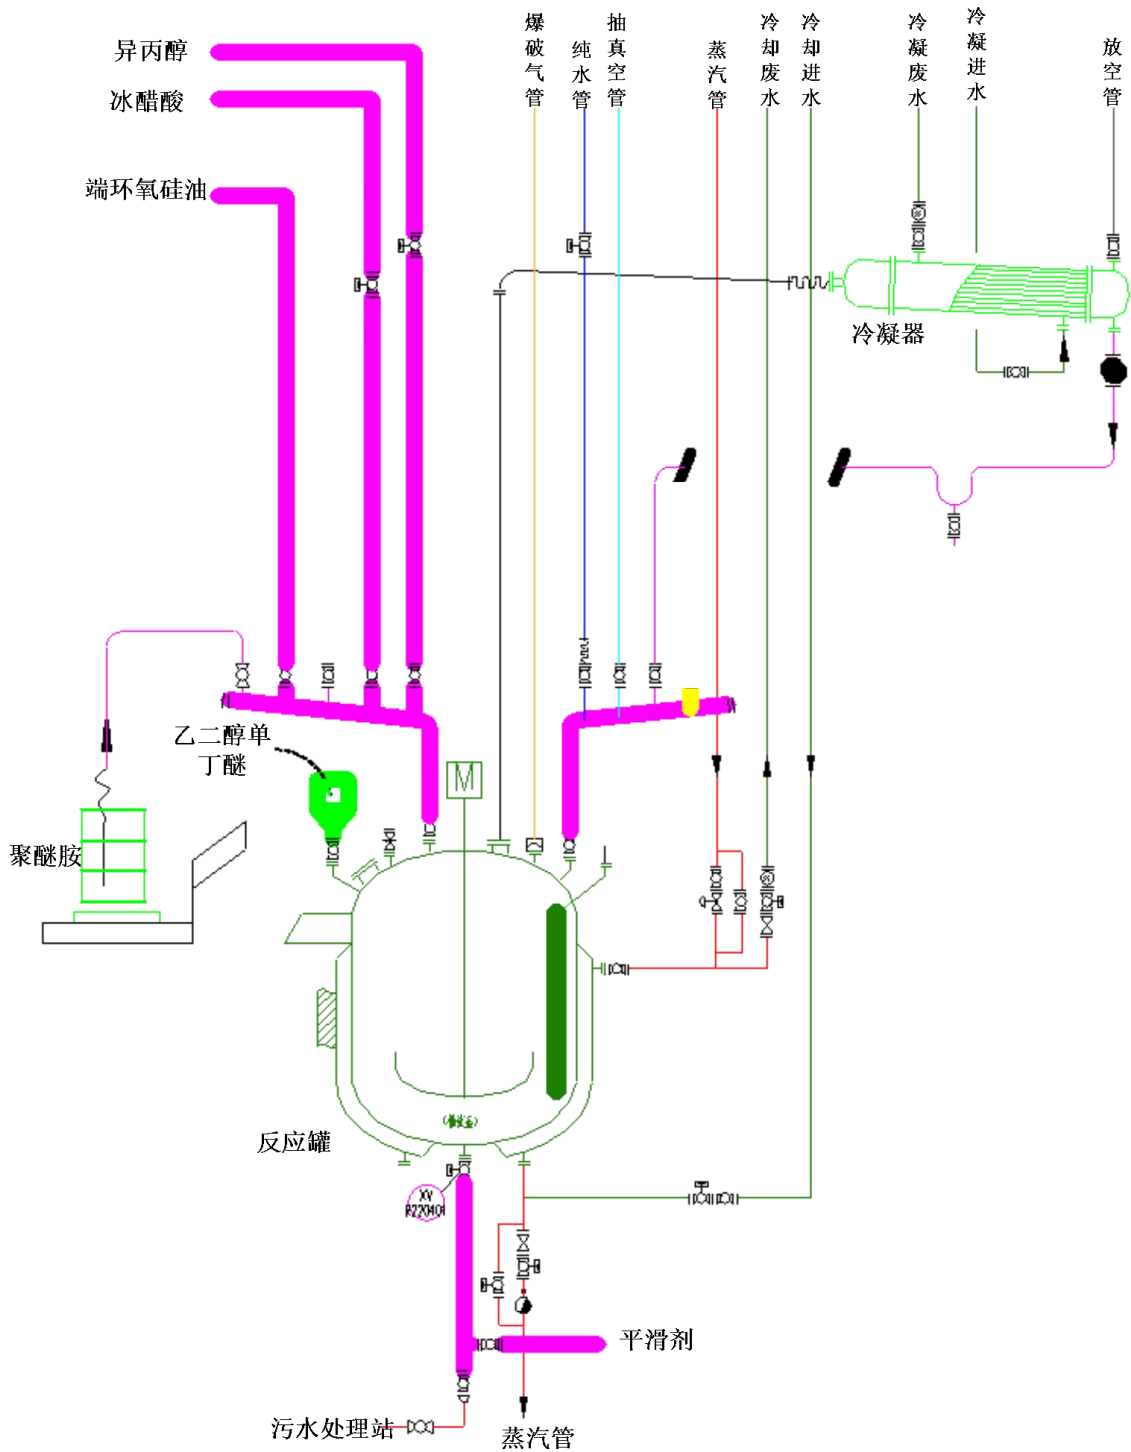 异丙醇
冰醋酸
端环氧硅油
爆破气管
纯水管
抽真空管
蒸汽管
冷却废水
冷却进水
冷凝废水
冷凝进水
放空管
冷凝器
乙二醇单
丁醚
聚醚胺
M
反应罐
XV
R220401
平滑剂
污水处理站
蒸汽管